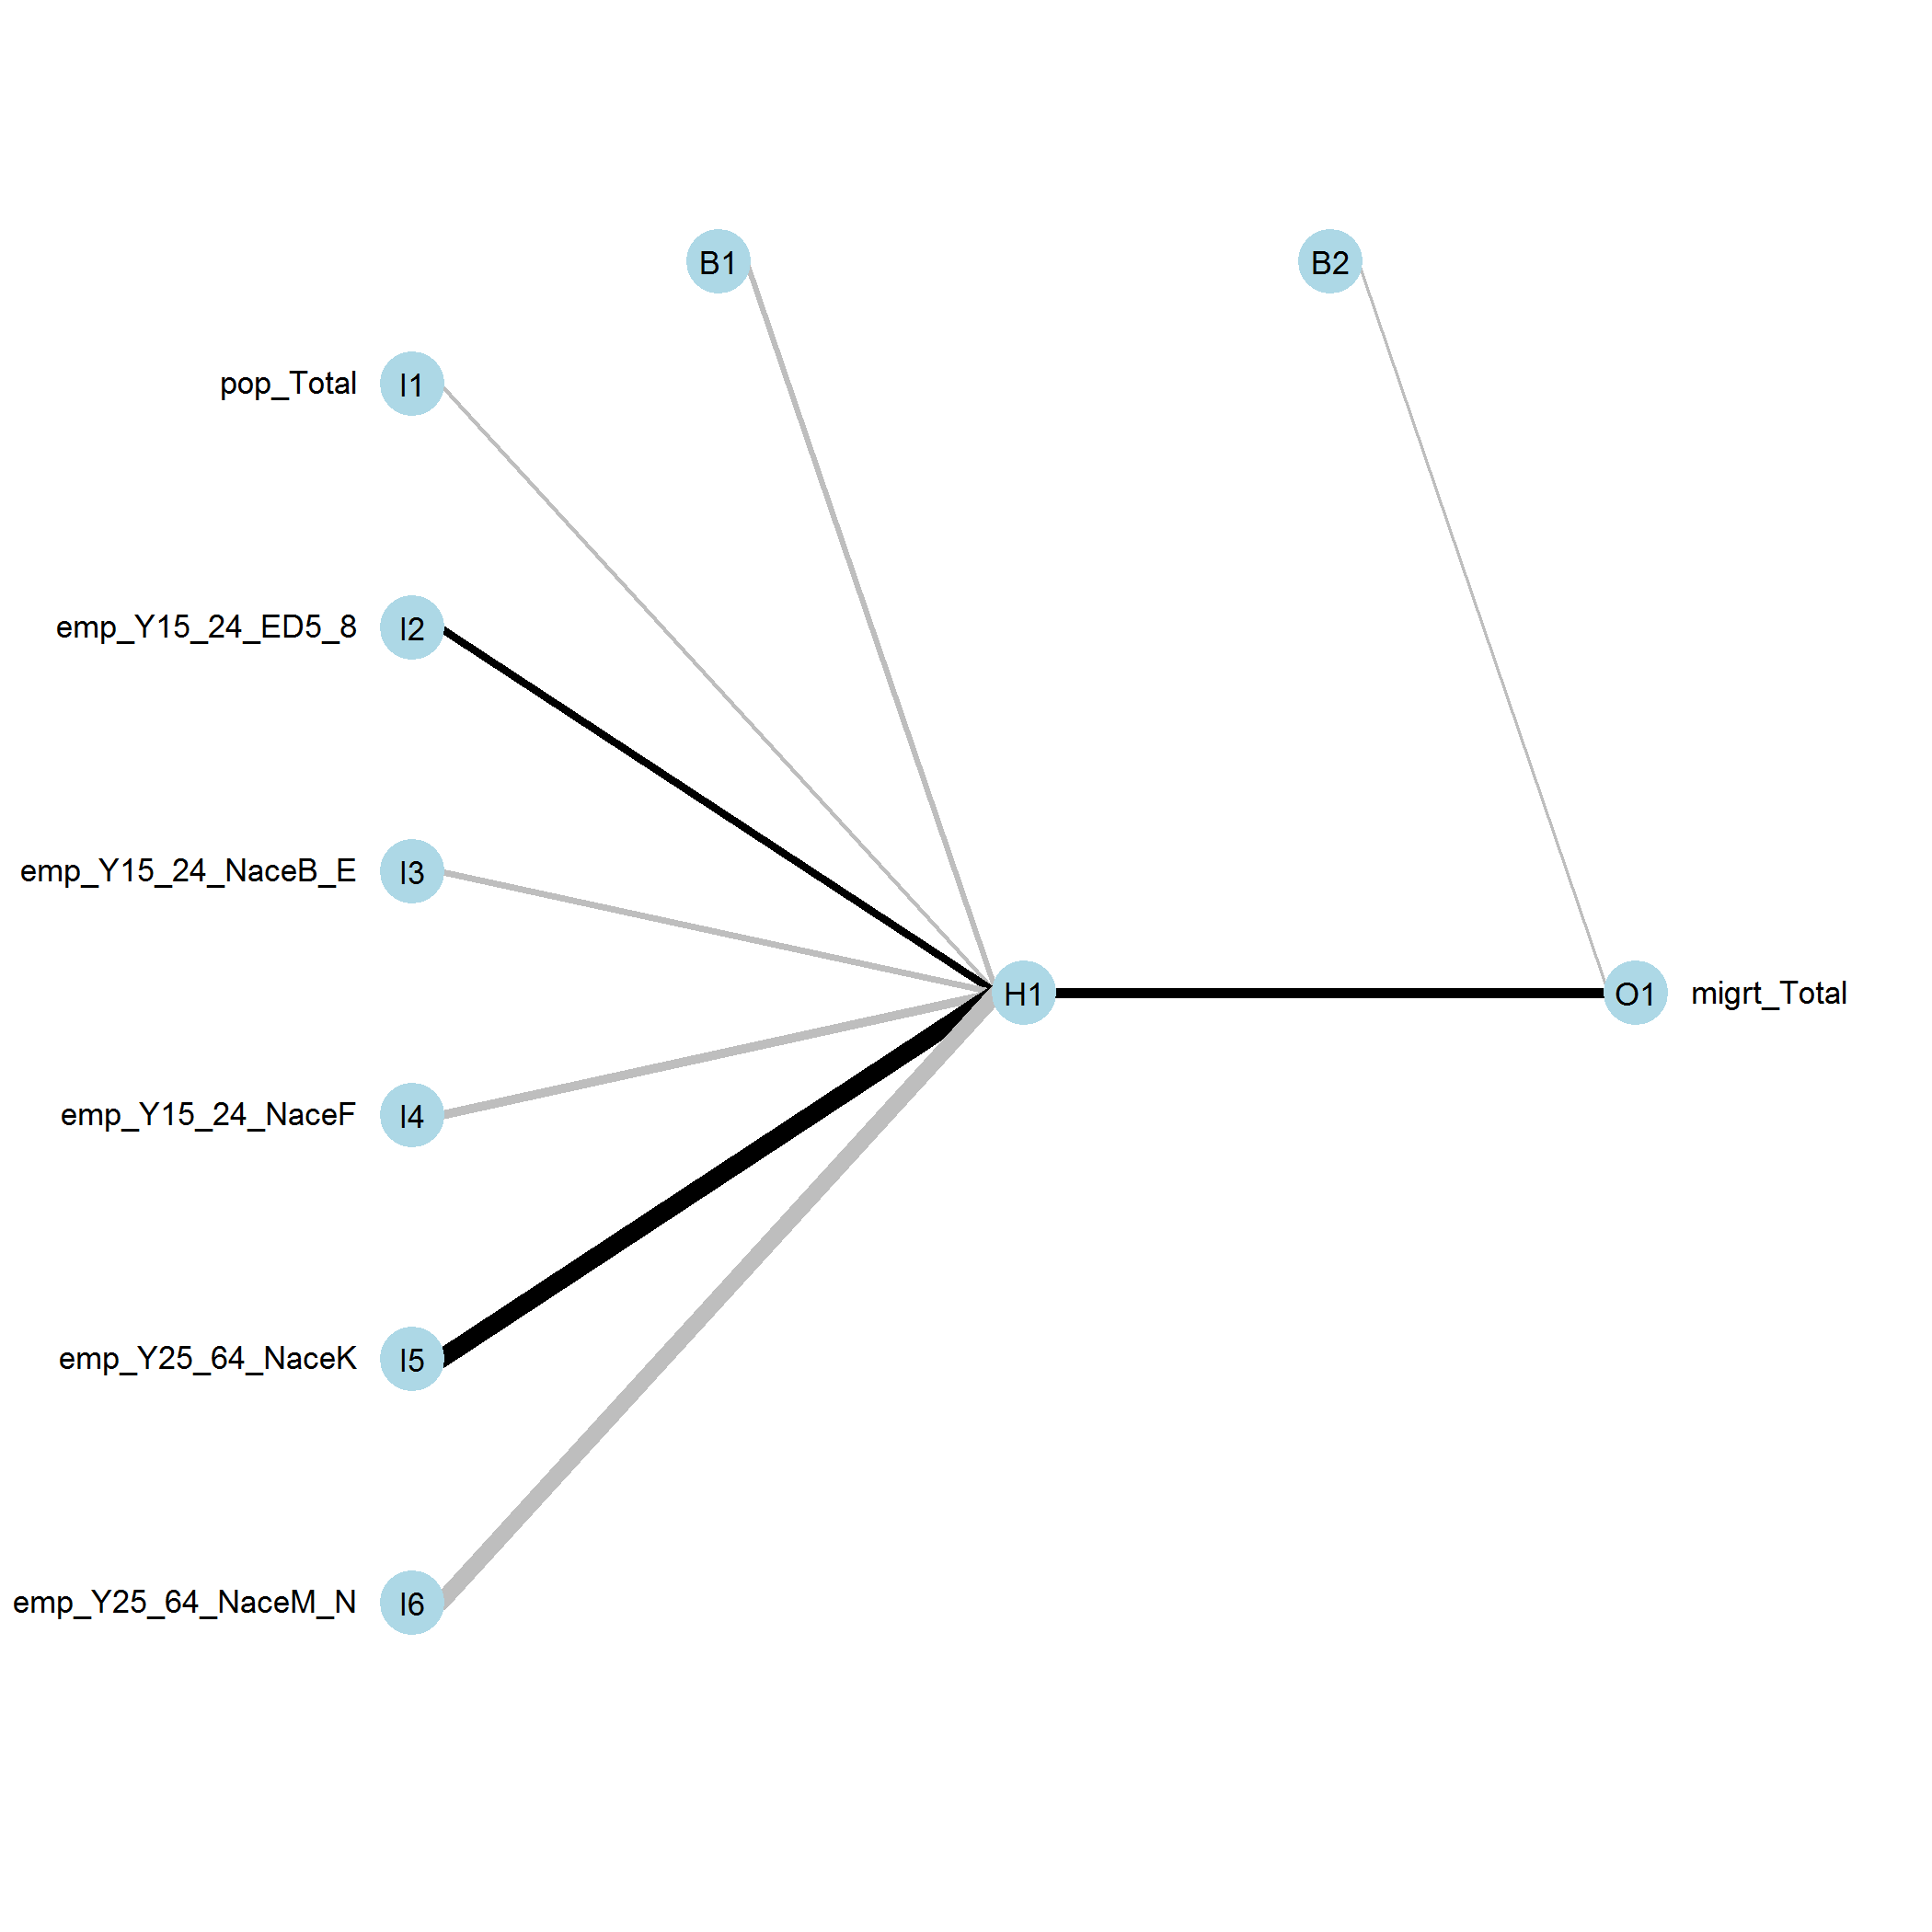 B1
B2
pop_Total I1
emp_Y15_24_ED5_8 I2
emp_Y15_24_NaceB_E I3
H1
O1 migrt_Total
emp_Y15_24_NaceF I4
emp_Y25_64_NaceK I5
emp_Y25_64_NaceM_N I6